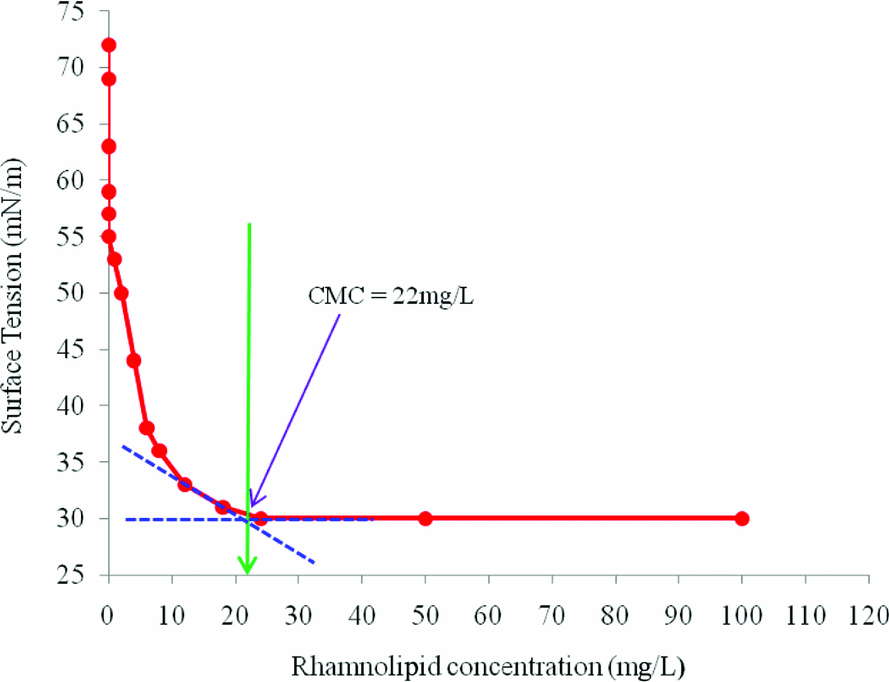 75
70
65
60
55
50
45
40
35
30
25
Surface Tension (mN/m)
CMC = 22mg/L
0 10 20 30 40 50 60 70 80 90 100 110 120
Rhamnolipid concentration (mg/L)